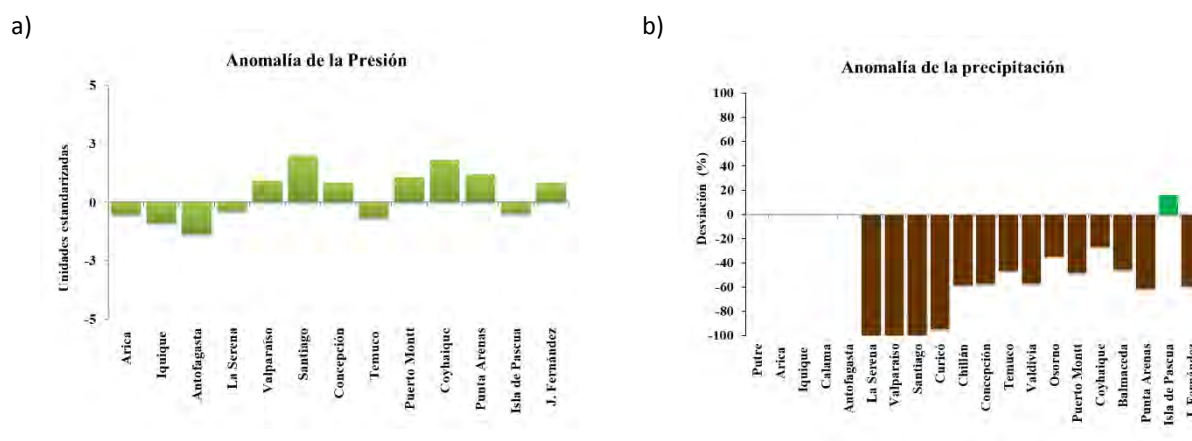 a)
Anomalía de la Presión
Unidades estandarizadas
5
3
0
-3
-5
Arica
Iquique
Antofagasta
La Serena
Valparaíso
Santiago
Concepción
Temuco
Puerto Montt
Coyhaique
Punta Arenas
Isla de Pascua
J. Fernández
b)
Anomalía de la precipitación
Desviación (%)
100
80
60
40
20
0
-20
-40
-60
-80
-100
Putre
Arica
Iquique
Calama
Antofagasta
La Serena
Valparaíso
Santiago
Curicó
Chillán
Concepción
Temuco
Valdivia
Osorno
Puerto Montt
Coyhaique
Balmaceda
Punta Arenas
Isla de Pascua
J. Fernández